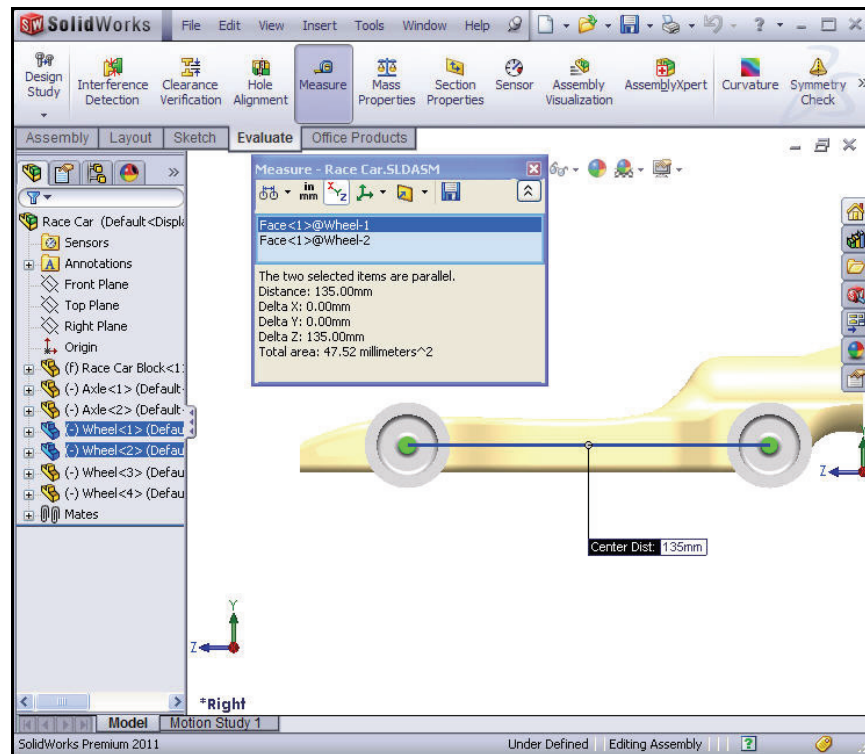 SolidWorks File Edit View Insert Tools Window Help
Design Study
Interference Detection
Clearance Verification
Hole Alignment
Measure
Mass Properties
Section Properties
Sensor
Assembly Visualization
AssemblyXpert
Curvature
Symmetry Check
Assembly Layout Sketch Evaluate Office Products
Measure - Race Car.SLDASM
in
mm
XYZ
Face<1>@Wheel-1
Face<1>@Wheel-2
The two selected items are parallel.
Distance: 135.00mm
Delta X: 0.00mm
Delta Y: 0.00mm
Delta Z: 135.00mm
Total area: 47.52 millimeters^2
Race Car (Default<Displa
Sensors
Annotations
Front Plane
Top Plane
Right Plane
Origin
(f) Race Car Block<1>
(-) Axle<1> (Default
(-) Axle<2> (Default
(-) Wheel<1> (Defau
(-) Wheel<2> (Defau
(-) Wheel<3> (Defau
(-) Wheel<4> (Defau
Mates
Center Dist: 135mm
Z
Y
Z
*Right
Model Motion Study 1
SolidWorks Premium 2011 Under Defined Editing Assembly